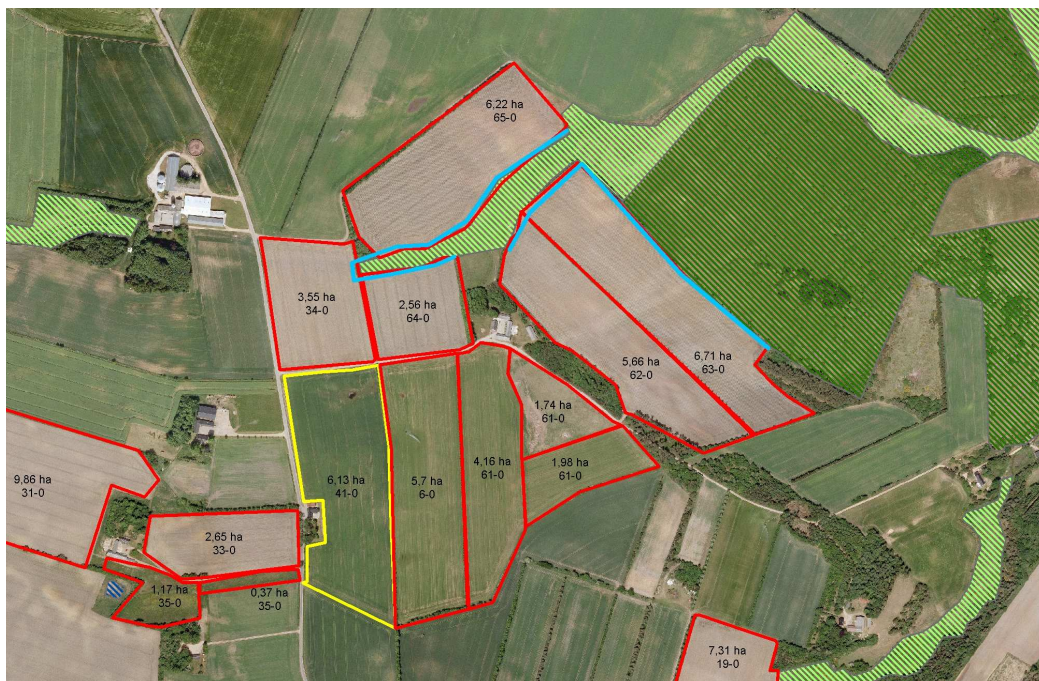 6,22 ha
65-0
3,55 ha
34-0
2,56 ha
64-0
5,66 ha
62-0
6,71 ha
63-0
1,74 ha
61-0
9,86 ha
31-0
6,13 ha
41-0
5,7 ha
6-0
4,16 ha
61-0
1,98 ha
61-0
2,65 ha
33-0
1,17 ha
35-0
0,37 ha
35-0
7,31 ha
19-0